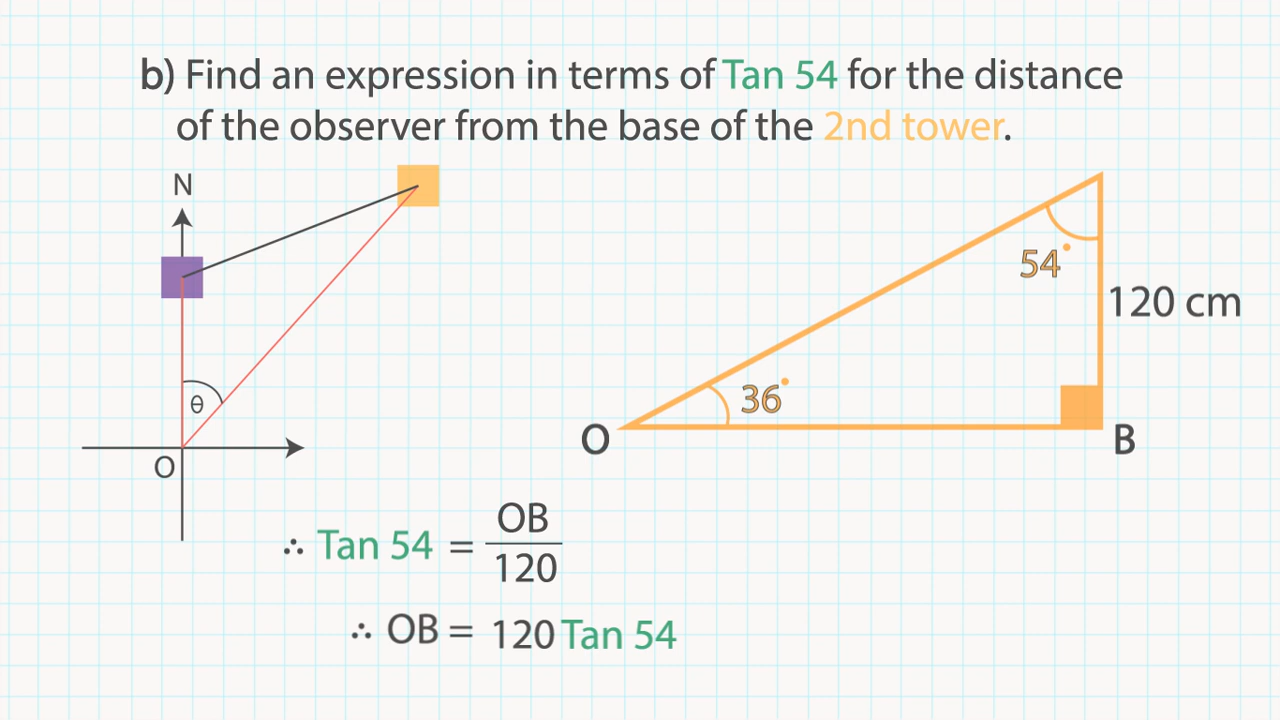 b) Find an expression in terms of Tan 54 for the distance
of the observer from the base of the 2nd tower.
N
θ
O
54°
120 cm
36°
O
B
∴ Tan 54 = OB
120
∴ OB = 120 Tan 54